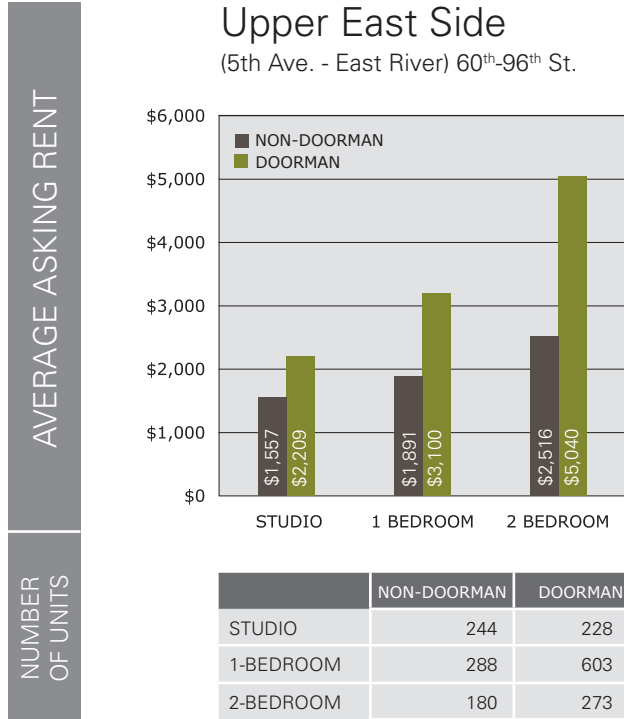 Upper East Side
(5th Ave. - East River) 60th-96th St.
AVERAGE ASKING RENT
$6,000
$5,000
$4,000
$3,000
$2,000
$1,000
$0
NON-DOORMAN
DOORMAN
$1,557
$2,209
$1,891
$3,100
$2,516
$5,040
STUDIO 1 BEDROOM 2 BEDROOM
NUMBER
OF UNITS
NON-DOORMAN DOORMAN
STUDIO 244 228
1-BEDROOM 288 603
2-BEDROOM 180 273